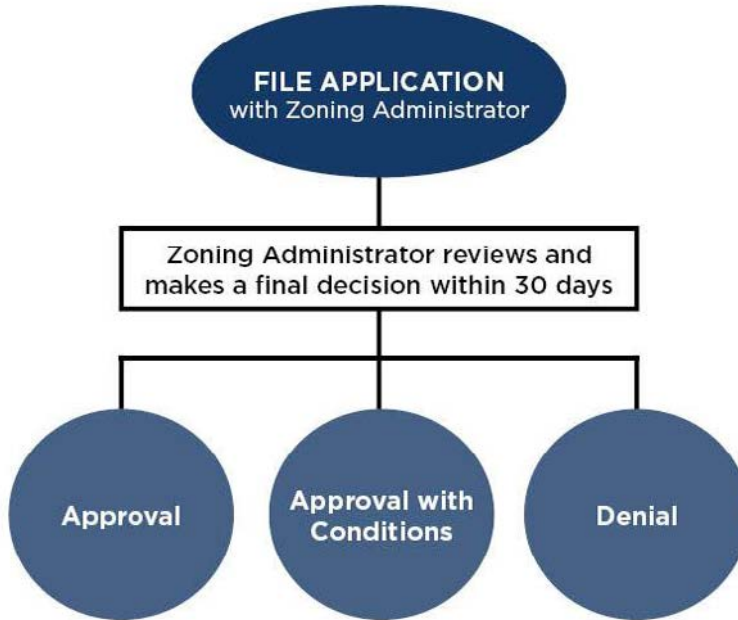 FILE APPLICATION
with Zoning Administrator
Zoning Administrator reviews and
makes a final decision within 30 days
Approval
Approval with
Conditions
Denial